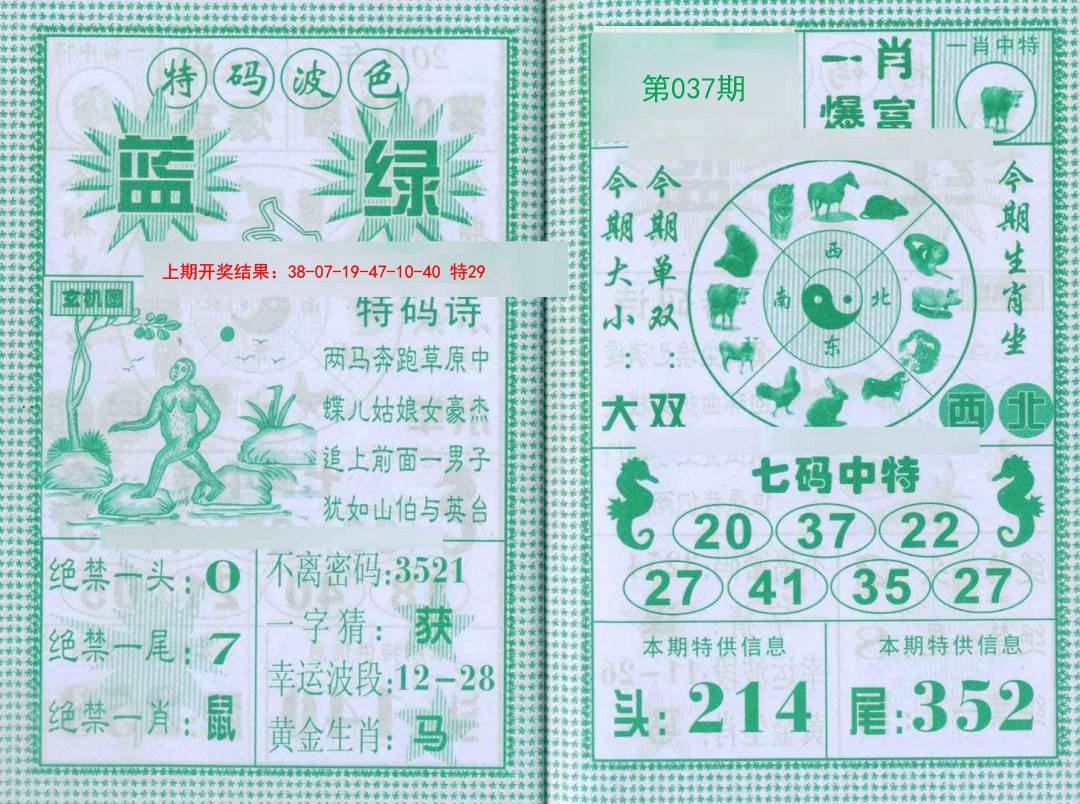 特码波色
蓝 绿
上期开奖结果: 38-07-19-47-10-40 特29
玄机图
特码诗
两马奔跑草原中
蝶儿姑娘女豪杰
追上前面一男子
犹如山伯与英台
绝禁一头:0
绝禁一尾:7
绝禁一肖:鼠
不离密码:3521
一字猜:获
幸运波段:12-28
黄金生肖:马
第037期
一肖
爆富
一肖中特
今期大小:大
今期单双:双
西
南 北
东
今期生肖坐
西北
七码中特
20 37 22
27 41 35 27
本期特供信息
头:214
本期特供信息
尾:352